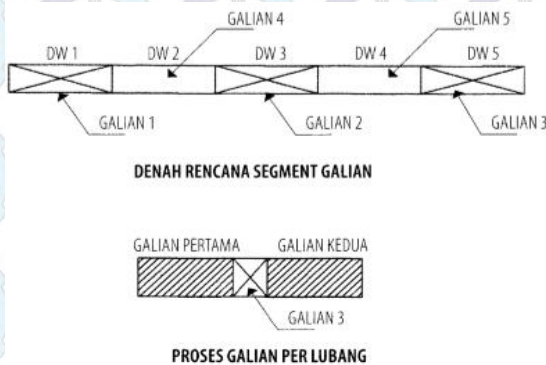 GALIAN 4 GALIAN 5
DW 1 DW 2 DW 3 DW 4 DW 5
GALIAN 1 GALIAN 2 GALIAN 3
DENAH RENCANA SEGMENT GALIAN
GALIAN PERTAMA GALIAN KEDUA
GALIAN 3
PROSES GALIAN PER LUBANG